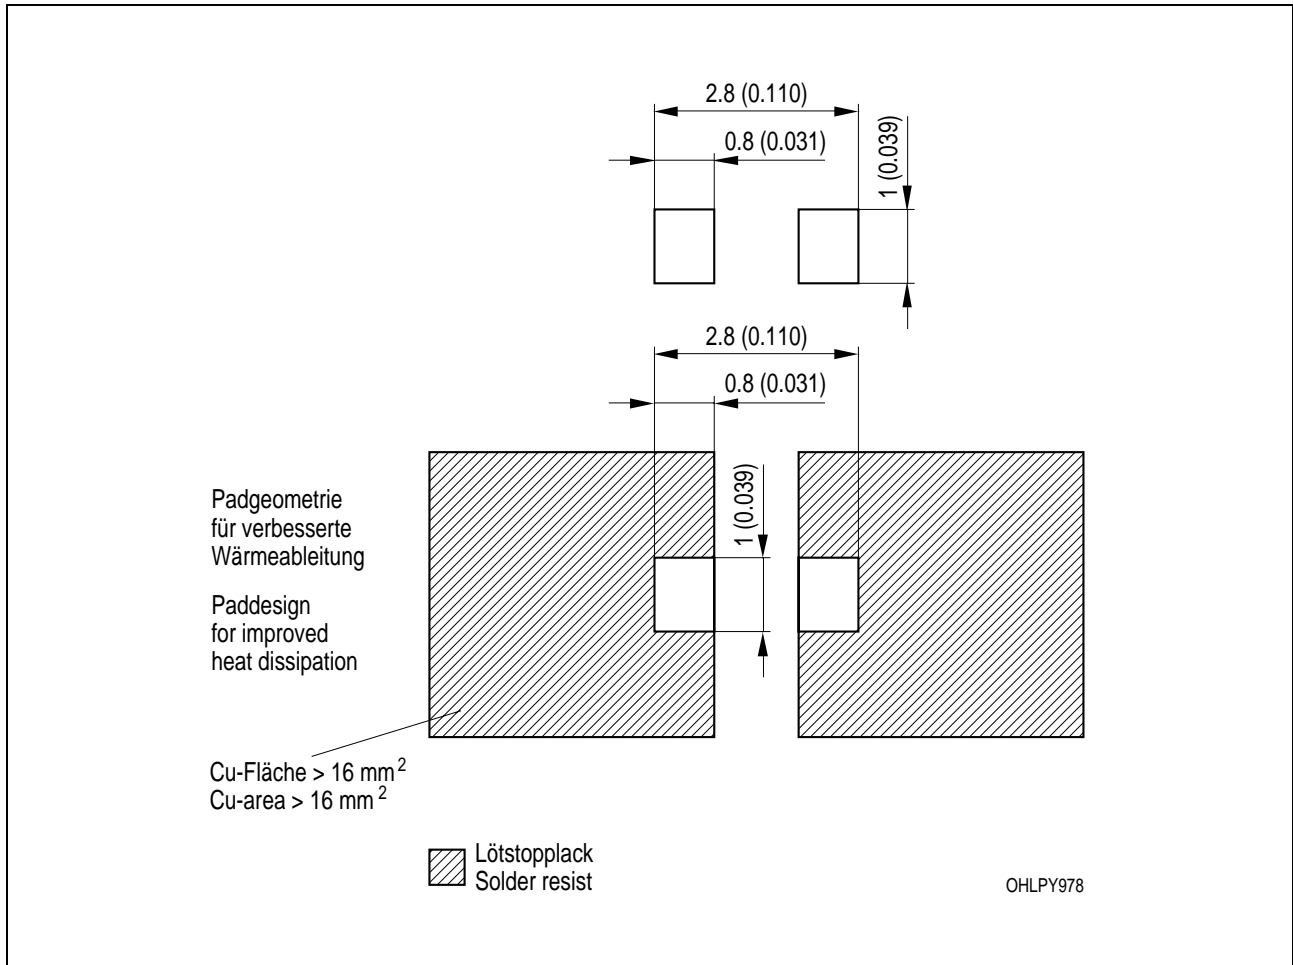 2.8 (0.110)
0.8 (0.031)
1 (0.039)
2.8 (0.110)
0.8 (0.031)
1 (0.039)
Padgeometrie
für verbesserte
Wärmeableitung
Paddesign
for improved
heat dissipation
Cu-Fläche > 16 mm²
Cu-area > 16 mm²
Lötstopplack
Solder resist
OHLPY978